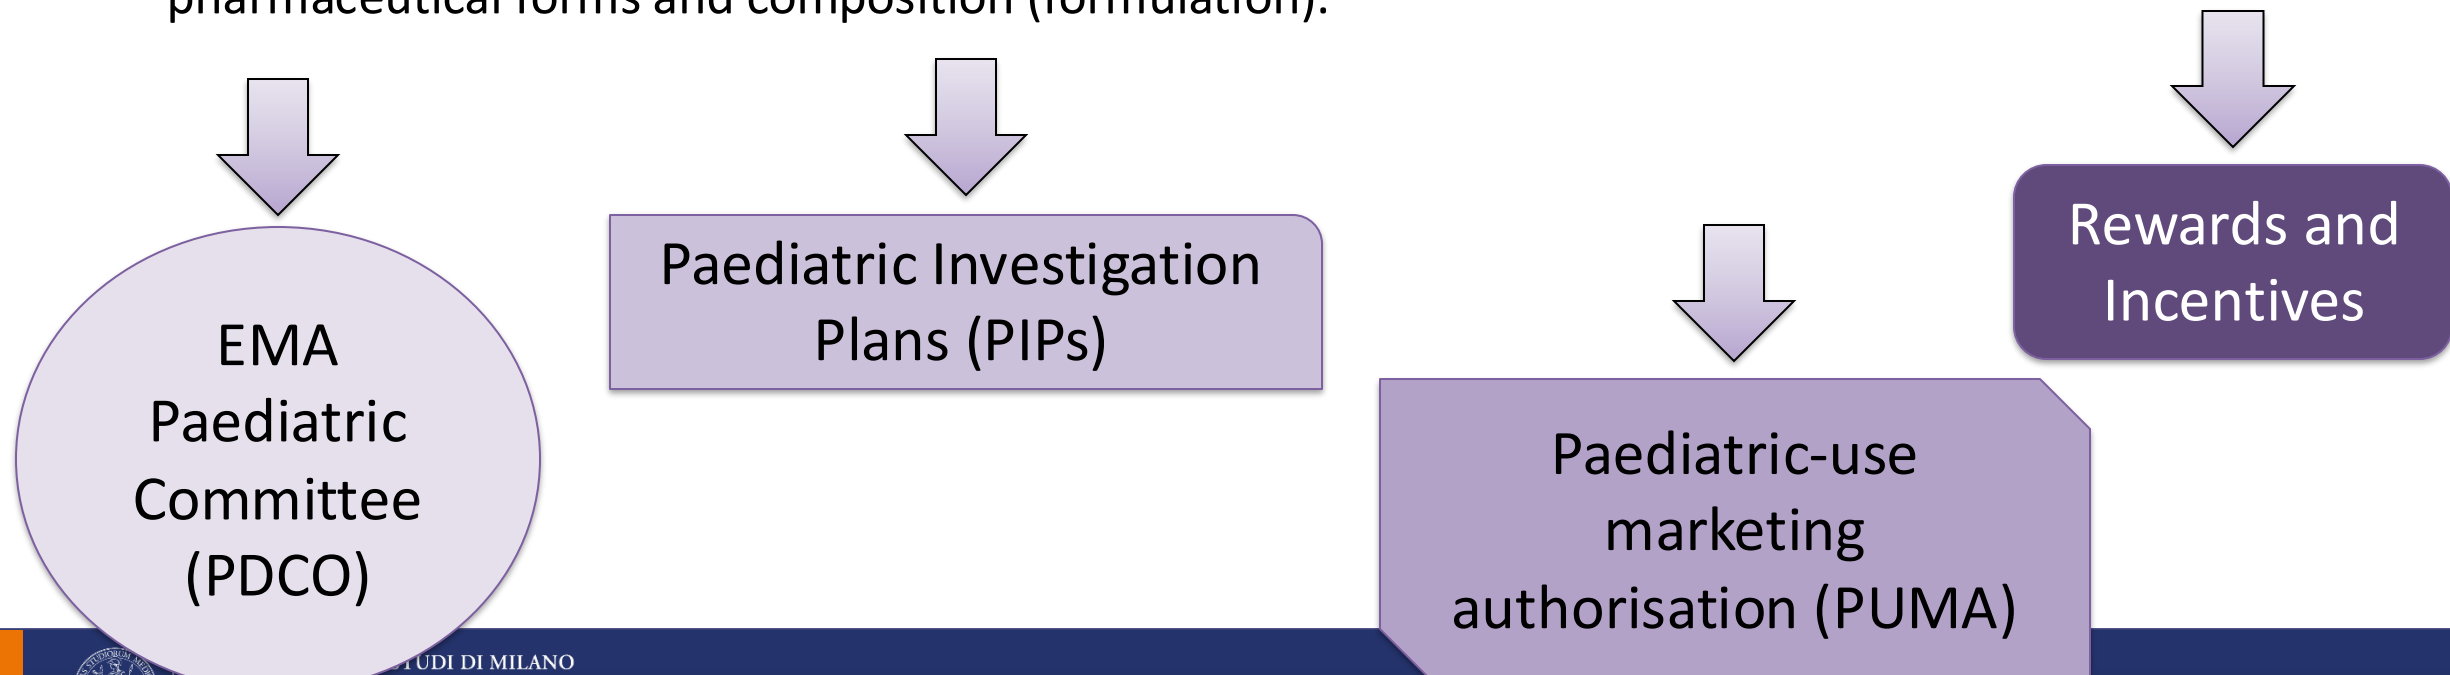 pharmaceutical forms and composition (formulation).
EMA
Paediatric
Committee
(PDCO)
Paediatric Investigation
Plans (PIPs)
Paediatric-use
marketing
authorisation (PUMA)
Rewards and
Incentives
STUDI DI MILANO